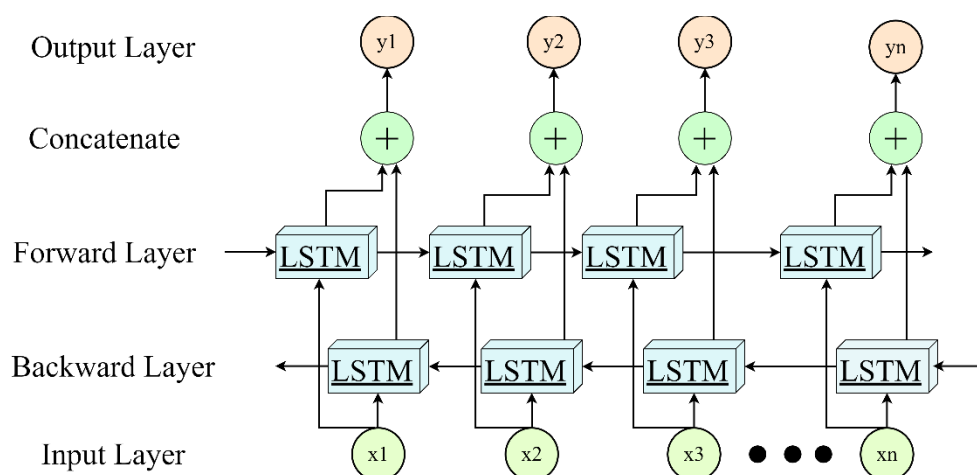 Output Layer y1 y2 y3 yn
Concatenate + + + +
Forward Layer LSTM LSTM LSTM LSTM
Backward Layer LSTM LSTM LSTM LSTM
Input Layer x1 x2 x3 ● ● ● xn